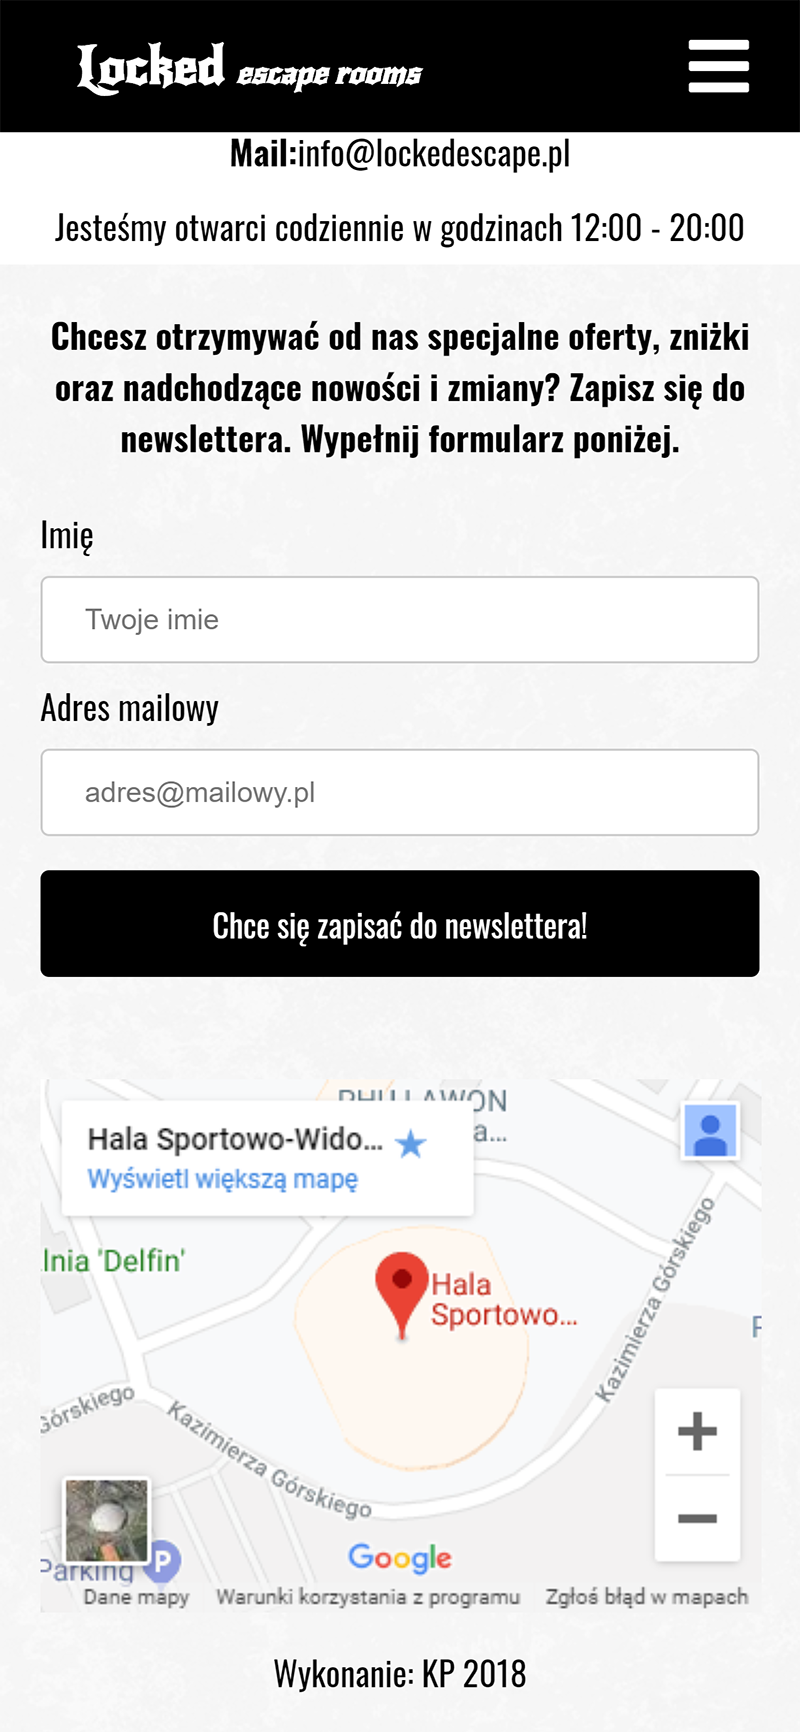 Locked escape rooms
Mail:info@lockedescape.pl
Jesteśmy otwarci codziennie w godzinach 12:00 - 20:00
Chcesz otrzymywać od nas specjalne oferty, zniżki
oraz nadchodzące nowości i zmiany? Zapisz się do
newslettera. Wypełnij formularz poniżej.
Imię
Twoje imie
Adres mailowy
adres@mailowy.pl
Chce się zapisać do newslettera!
Hala Sportowo-Wido...
Wyświetl większą mapę
lnia 'Delfin'
Hala
Sportowo...
Kazimierza Górskiego
Górskiego
Kazimierza Górskiego
Parking
P
Google
Dane mapy Warunki korzystania z programu Zgłoś błąd w mapach
Wykonanie: KP 2018